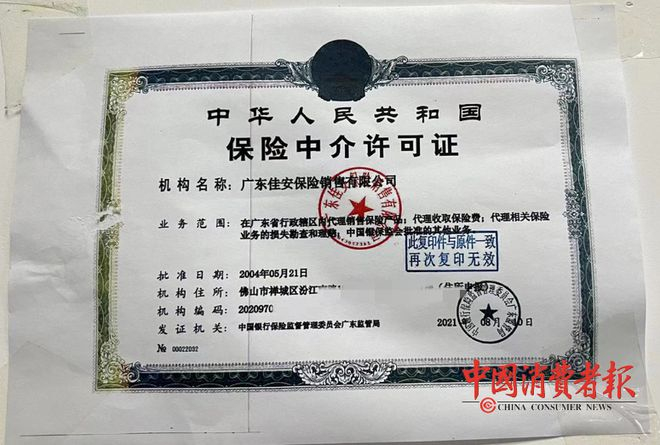 中华人民共和国
保险中介许可证
机构名称：广东佳安保险销售有限公司
业务范围：在广东省行政辖区内代理销售保险产品；代理收取保险费；代理相关保险
业务的损失勘查和理赔；中国银保监会批准的其他业务。
此复印件与原件一致
再次复印无效
批准日期：2004年05月21日
机构住所：佛山市禅城区汾江
机构编码：2020970
发证机关：中国银行保险监督管理委员会广东监管局
2021 08月 0日
№ 00022032
中国消费者报
CHINA CONSUMER NEWS